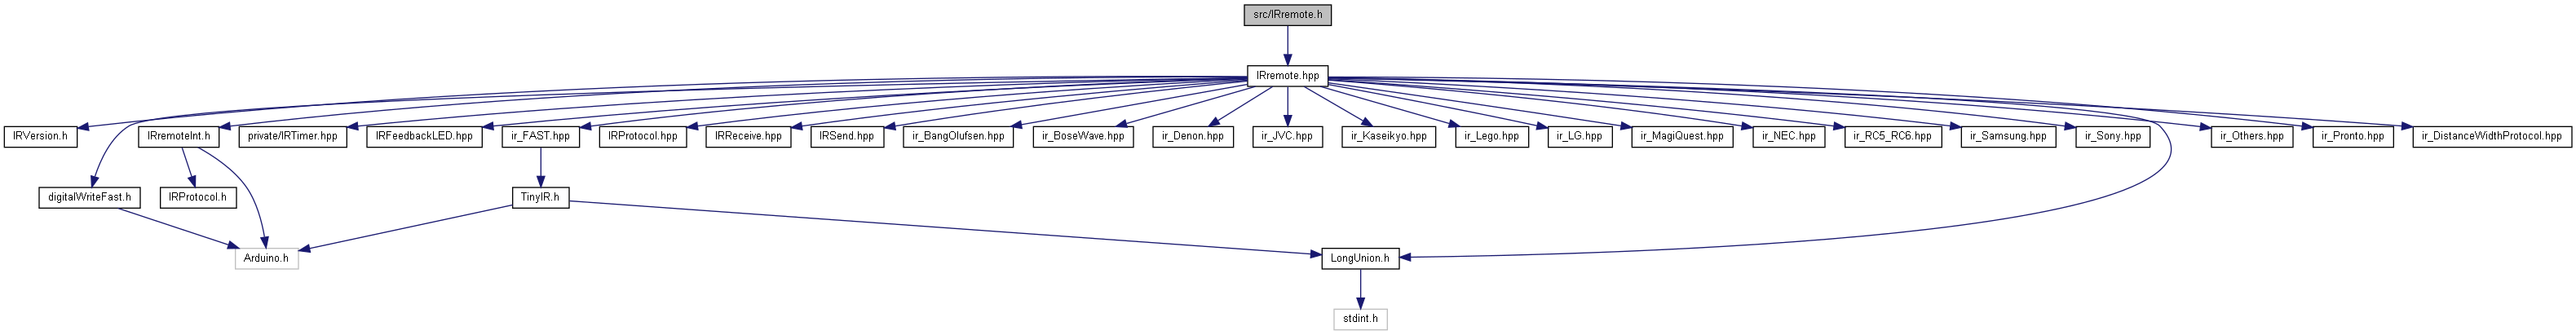 src/IRremote.h
IRremote.hpp
IRVersion.h
IRremoteInt.h
private/IRTimer.hpp
IRFeedbackLED.hpp
ir_FAST.hpp
IRProtocol.hpp
IRReceive.hpp
IRSend.hpp
ir_BangOlufsen.hpp
ir_BoseWave.hpp
ir_Denon.hpp
ir_JVC.hpp
ir_Kaseikyo.hpp
ir_Lego.hpp
ir_LG.hpp
ir_MagiQuest.hpp
ir_NEC.hpp
ir_RC5_RC6.hpp
ir_Samsung.hpp
ir_Sony.hpp
ir_Others.hpp
ir_Pronto.hpp
ir_DistanceWidthProtocol.hpp
digitalWriteFast.h
IRProtocol.h
TinyIR.h
Arduino.h
LongUnion.h
stdint.h